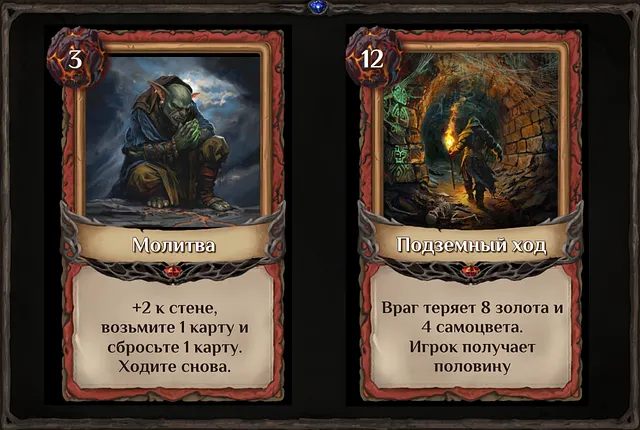 3
Молитва
+2 к стене,
возьмите 1 карту и
сбросьте 1 карту.
Ходите снова.
12
Подземный ход
Враг теряет 8 золота и
4 самоцвета.
Игрок получает
половину